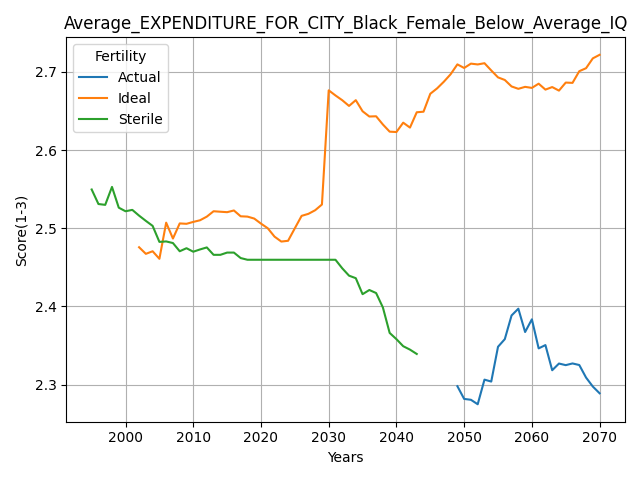 Average_EXPENDITURE_FOR_CITY_Black_Female_Below_Average_IQ
Fertility
Actual
Ideal
Sterile
Score(1-3)
2.7
2.6
2.5
2.4
2.3
2000 2010 2020 2030 2040 2050 2060 2070
Years